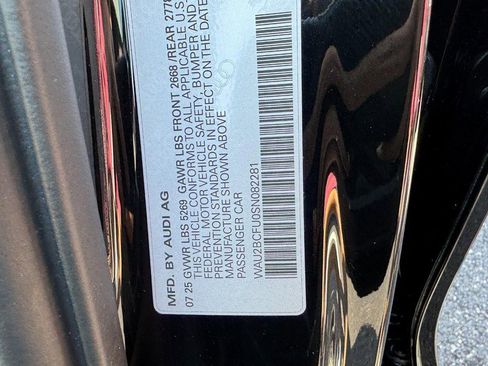 MFD. BY AUDI AG
07 25 GVWR LBS 5269 GAWR LBS FRONT 2668 /REAR 277
THIS VEHICLE CONFORMS TO ALL APPLICABLE U.S
FEDERAL MOTOR VEHICLE SAFETY, BUMPER AND
PREVENTION STANDARDS IN EFFECT ON THE DATE
MANUFACTURE SHOWN ABOVE
PASSENGER CAR
WAU2BCFU0SN082281